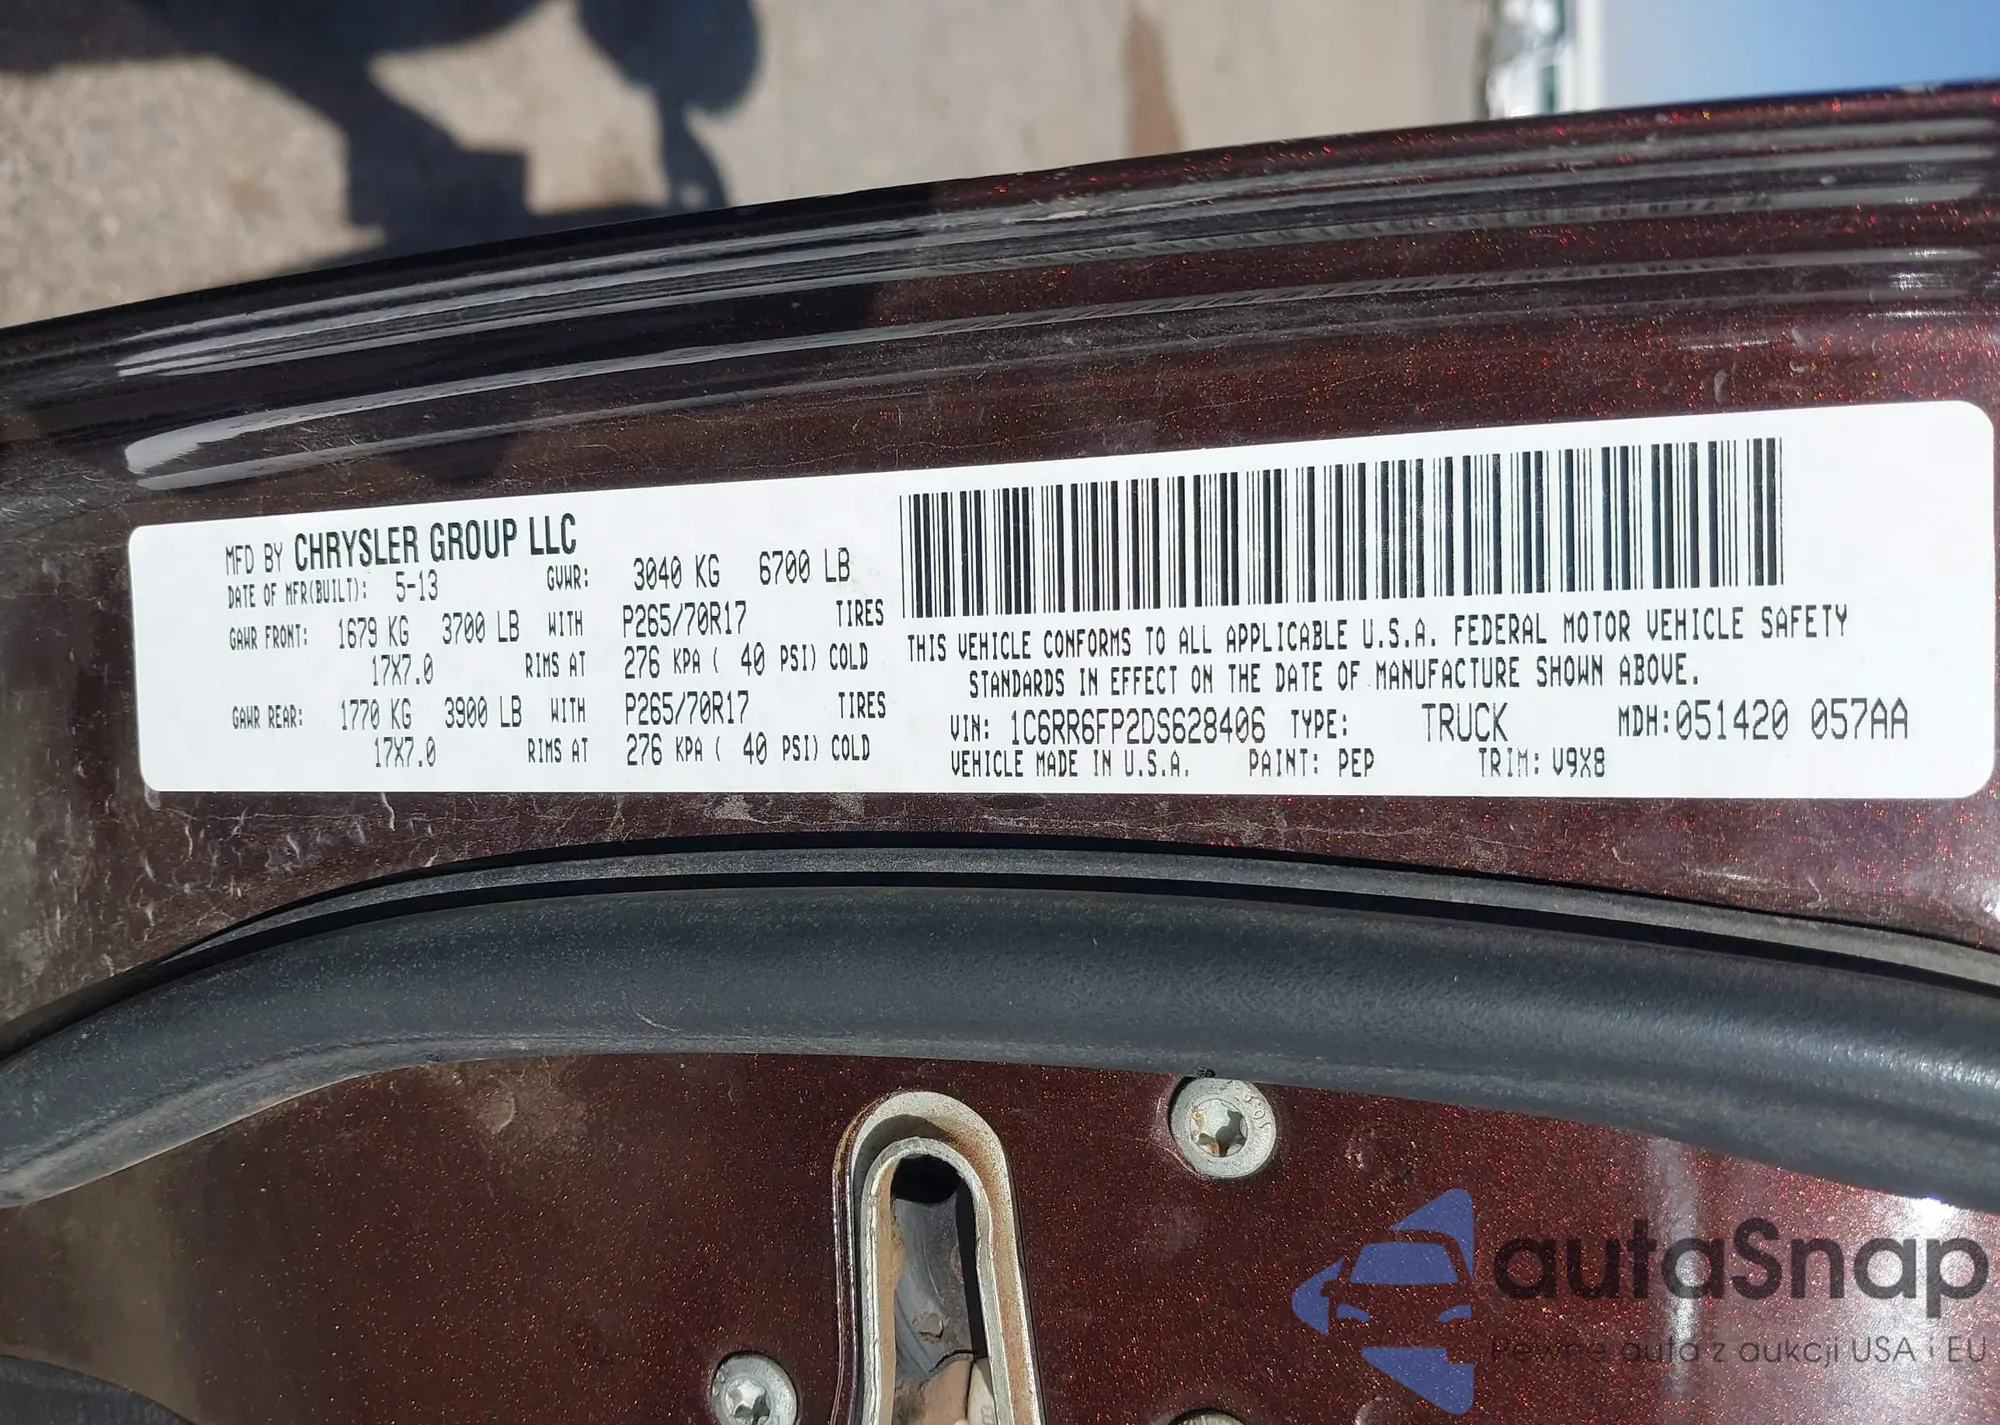 MFD BY CHRYSLER GROUP LLC
DATE OF MFR(BUILT): 5-13 GVWR: 3040 KG 6700 LB
GAWR FRONT: 1679 KG 3700 LB WITH P265/70R17 TIRES
17X7.0 RIMS AT 276 KPA ( 40 PSI) COLD
GAWR REAR: 1770 KG 3900 LB WITH P265/70R17 TIRES
17X7.0 RIMS AT 276 KPA ( 40 PSI) COLD
THIS VEHICLE CONFORMS TO ALL APPLICABLE U.S.A. FEDERAL MOTOR VEHICLE SAFETY
STANDARDS IN EFFECT ON THE DATE OF MANUFACTURE SHOWN ABOVE.
VIN: 1C6RR6FP2DS628406 TYPE: TRUCK MDH:051420 057AA
VEHICLE MADE IN U.S.A. PAINT: PEP TRIM: V9X8
autaSnap
Pewne auta z aukcji USA i EU